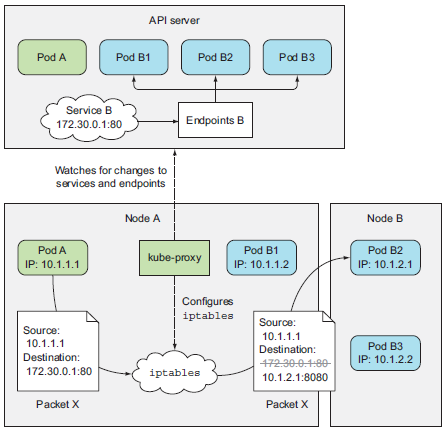 API server
Pod A
Pod B1
Pod B2
Pod B3
Service B
172.30.0.1:80
Endpoints B
Watches for changes to
services and endpoints
Node A
Node B
Pod A
IP: 10.1.1.1
kube-proxy
Pod B1
IP: 10.1.1.2
Pod B2
IP: 10.1.2.1
Configures
iptables
Source:
10.1.1.1
Destination:
172.30.0.1:80
Packet X
iptables
Source:
10.1.1.1
Destination:
172.30.0.1:80
10.1.2.1:8080
Packet X
Pod B3
IP: 10.1.2.2